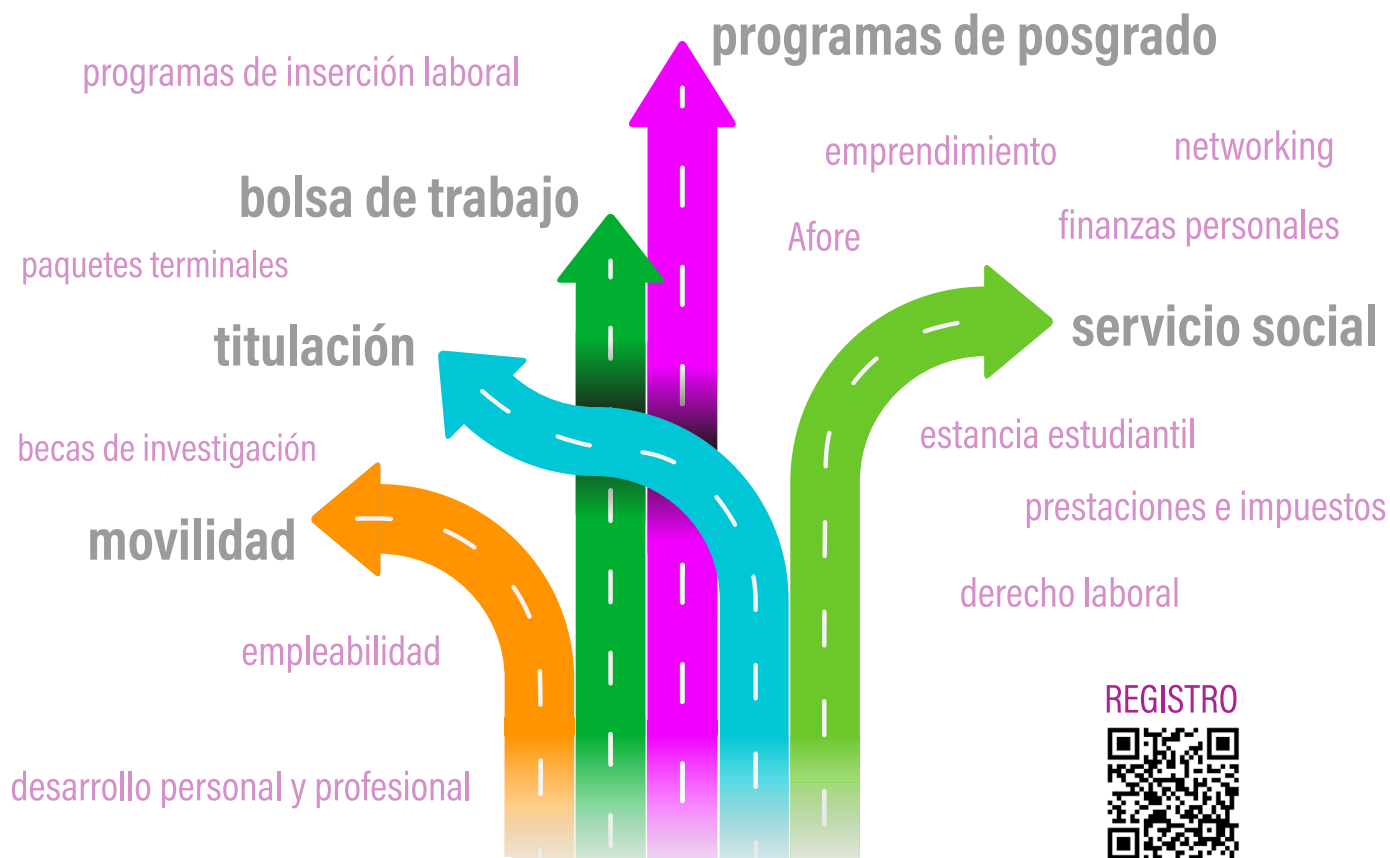 programas de posgrado
programas de inserción laboral
emprendimiento
networking
bolsa de trabajo
Afore
finanzas personales
paquetes terminales
titulación
servicio social
becas de investigación
estancia estudiantil
movilidad
prestaciones e impuestos
derecho laboral
empleabilidad
REGISTRO
desarrollo personal y profesional